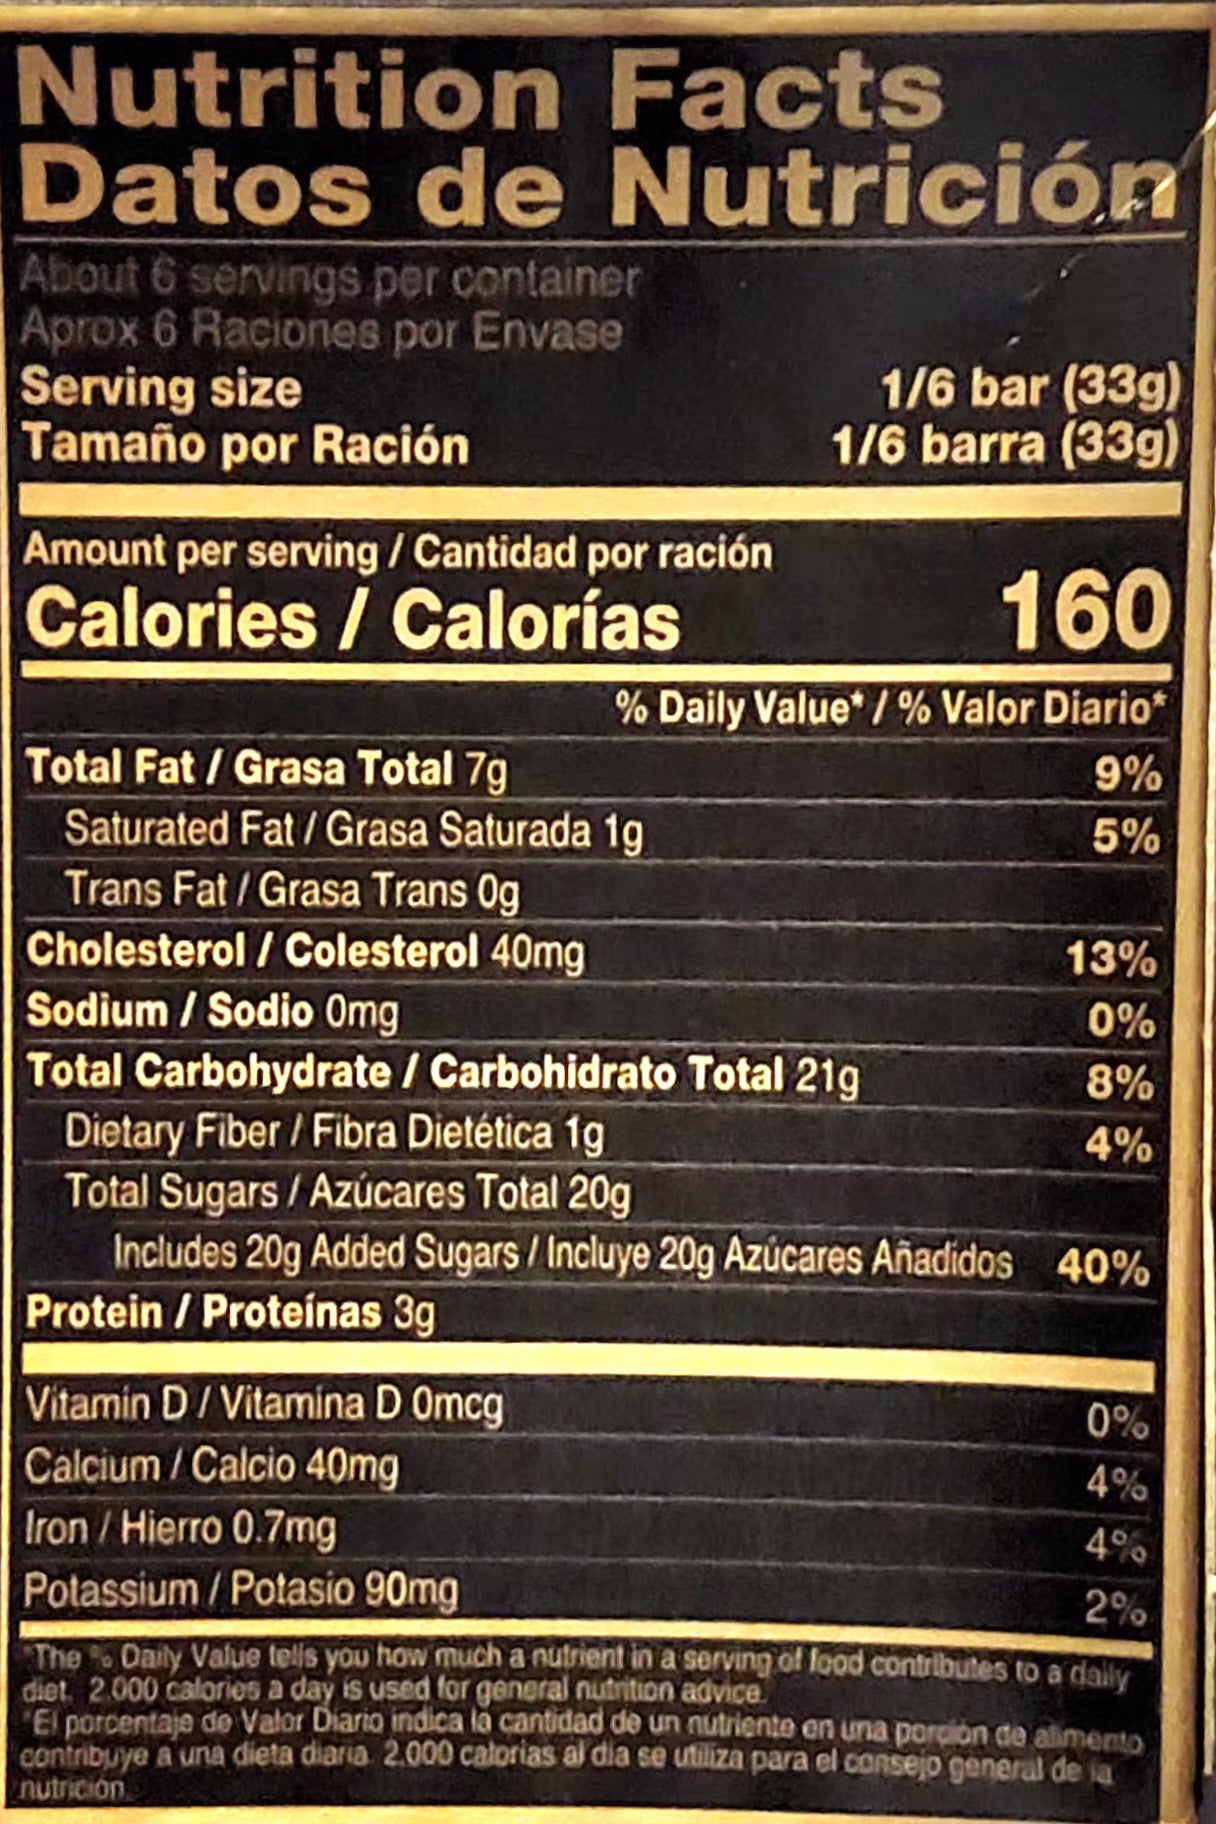 Nutrition Facts
Datos de Nutrición
About 6 servings per container
Aprox 6 Raciones por Envase
Serving size 1/6 bar (33g)
Tamaño por Ración 1/6 barra (33g)
Amount per serving / Cantidad por ración
Calories / Calorías 160
% Daily Value* / % Valor Diario*
Total Fat / Grasa Total 7g 9%
Saturated Fat / Grasa Saturada 1g 5%
Trans Fat / Grasa Trans 0g
Cholesterol / Colesterol 40mg 13%
Sodium / Sodio 0mg 0%
Total Carbohydrate / Carbohidrato Total 21g 8%
Dietary Fiber / Fibra Dietética 1g 4%
Total Sugars / Azúcares Total 20g
Includes 20g Added Sugars / Incluye 20g Azúcares Añadidos 40%
Protein / Proteínas 3g
Vitamin D / Vitamina D 0mcg 0%
Calcium / Calcio 40mg 4%
Iron / Hierro 0.7mg 4%
Potassium / Potasio 90mg 2%
*The % Daily Value tells you how much a nutrient in a serving of food contributes to a daily
diet. 2.000 calories a day is used for general nutrition advice.
*El porcentaje de Valor Diario indica la cantidad de un nutriente en una porción de alimento
contribuye a una dieta diaria. 2.000 calorias al dia se utiliza para el consejo general de la
nutrición.